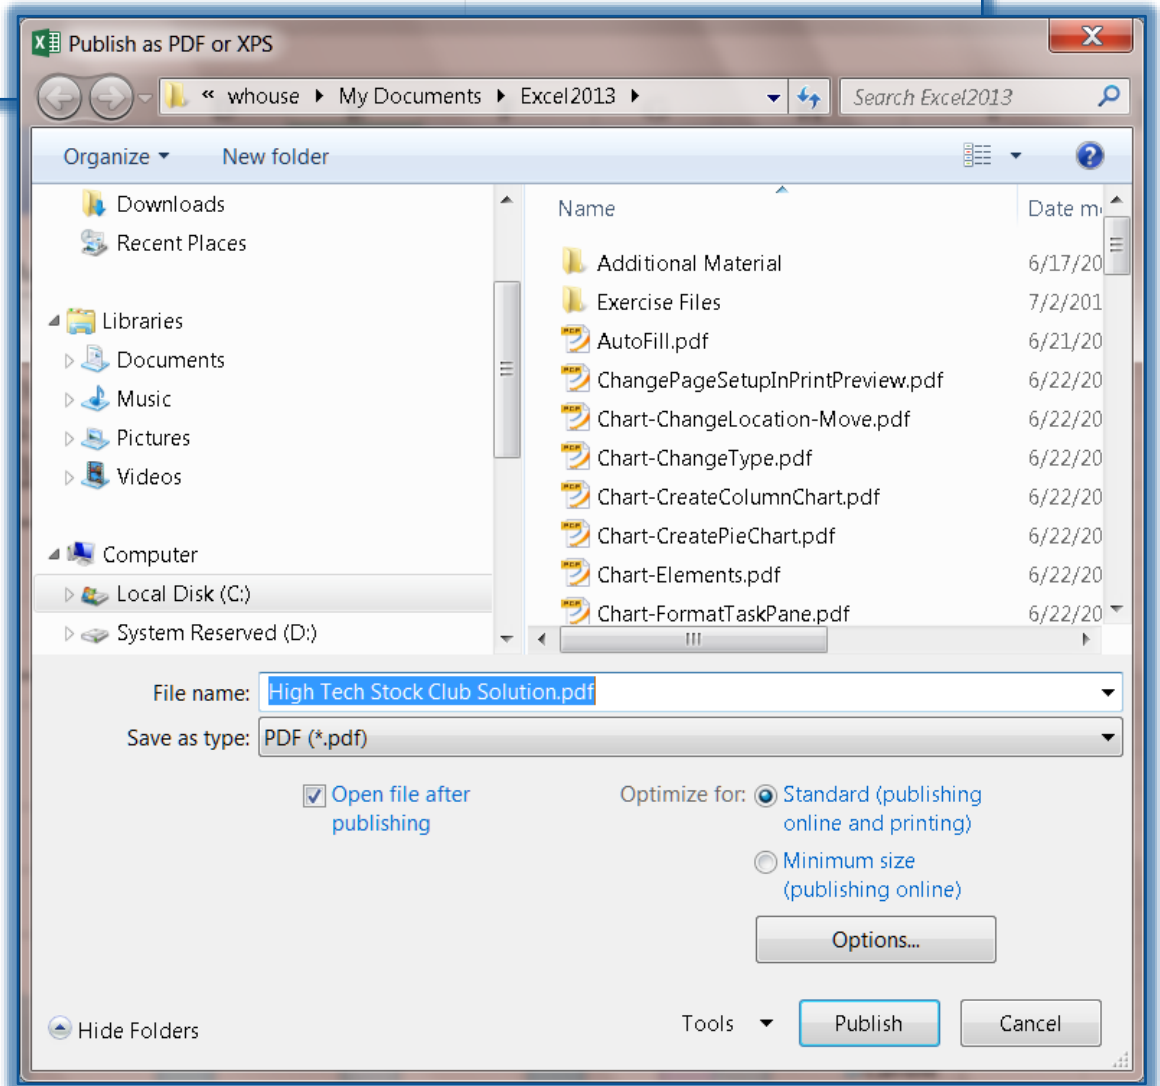 Publish as PDF or XPS
« whouse My Documents Excel2013
Search Excel2013
Organize New folder
Downloads
Recent Places
Libraries
Documents
Music
Pictures
Videos
Computer
Local Disk (C:)
System Reserved (D:)
Name Date m
Additional Material 6/17/20
Exercise Files 7/2/201
AutoFill.pdf 6/21/20
ChangePageSetupInPrintPreview.pdf 6/22/20
Chart-ChangeLocation-Move.pdf 6/22/20
Chart-ChangeType.pdf 6/22/20
Chart-CreateColumnChart.pdf 6/22/20
Chart-CreatePieChart.pdf 6/22/20
Chart-Elements.pdf 6/22/20
Chart-FormatTaskPane.pdf 6/22/20
File name: High Tech Stock Club Solution.pdf
Save as type: PDF (*.pdf)
Open file after
publishing
Optimize for: Standard (publishing
online and printing)
Minimum size
(publishing online)
Options...
Hide Folders
Tools Publish Cancel